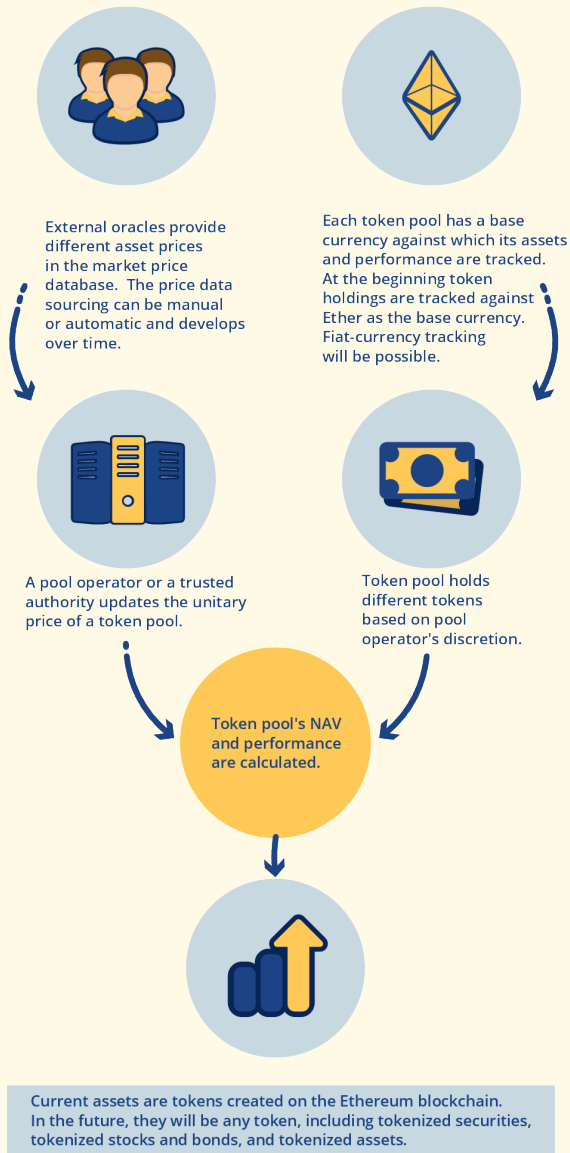 External oracles provide
different asset prices
in the market price
database.  The price data
sourcing can be manual
or automatic and develops
over time.
Each token pool has a base
currency against which its assets
and performance are tracked.
At the beginning token
holdings are tracked against
Ether as the base currency.
Fiat-currency tracking
will be possible.
A pool operator or a trusted
authority updates the unitary
price of a token pool.
Token pool holds
different tokens
based on pool
operator's discretion.
Token pool's NAV
and performance
are calculated.
Current assets are tokens created on the Ethereum blockchain.
In the future, they will be any token, including tokenized securities,
tokenized stocks and bonds, and tokenized assets.